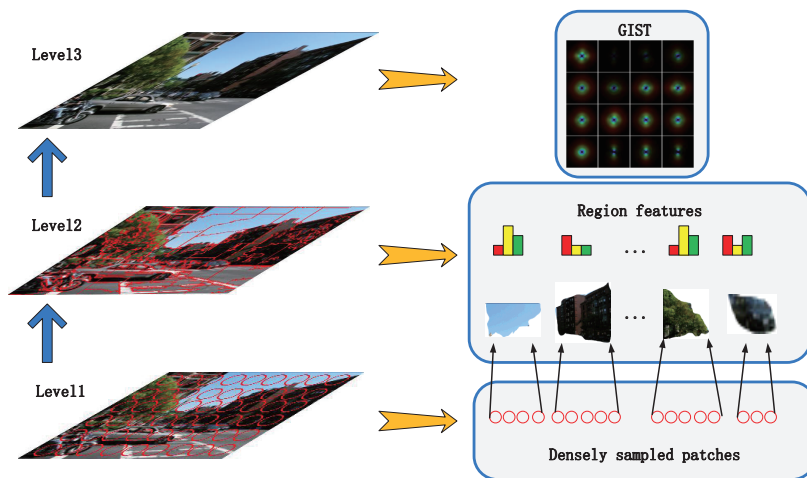 Level3
GIST
Level2
Region features
...
...
Level1
Densely sampled patches